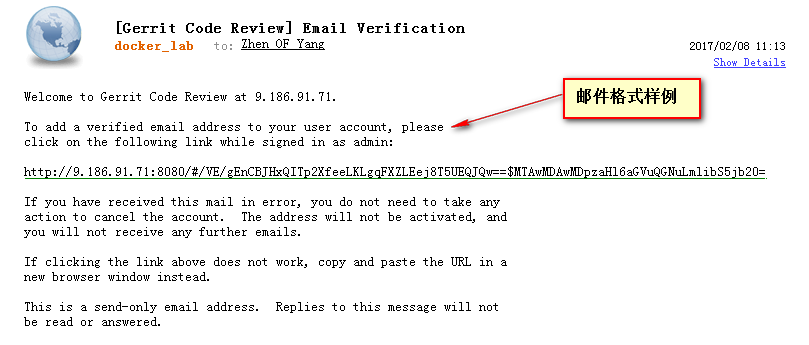 [Gerrit Code Review] Email Verification
docker_lab to: Zhen OF Yang
2017/02/08 11:13
Show Details
Welcome to Gerrit Code Review at 9.186.91.71.
邮件格式样例
To add a verified email address to your user account, please
click on the following link while signed in as admin:
http://9.186.91.71:8080/#/VE/gEnCBJHxQITp2XfeeLKLgqFXZLEej8T5UEQJQw==$MTAwMDAwMDpzaHl6aGVuQGNuLmlibS5jb20=
If you have received this mail in error, you do not need to take any
action to cancel the account.  The address will not be activated, and
you will not receive any further emails.
If clicking the link above does not work, copy and paste the URL in a
new browser window instead.
This is a send-only email address.  Replies to this message will not
be read or answered.